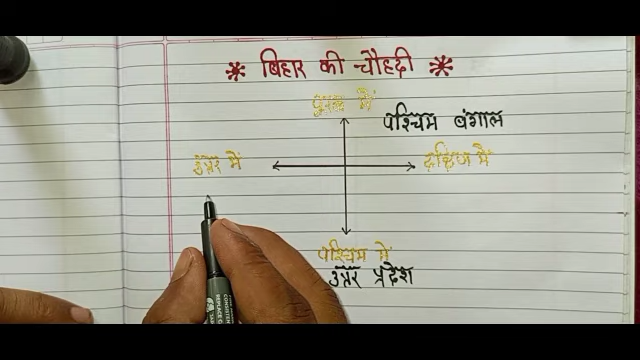 बिहार की चौहदी
पुरब में
पश्चिम बंगाल
उत्तर में
दक्षिण में
पश्चिम में
उत्तर प्रदेश